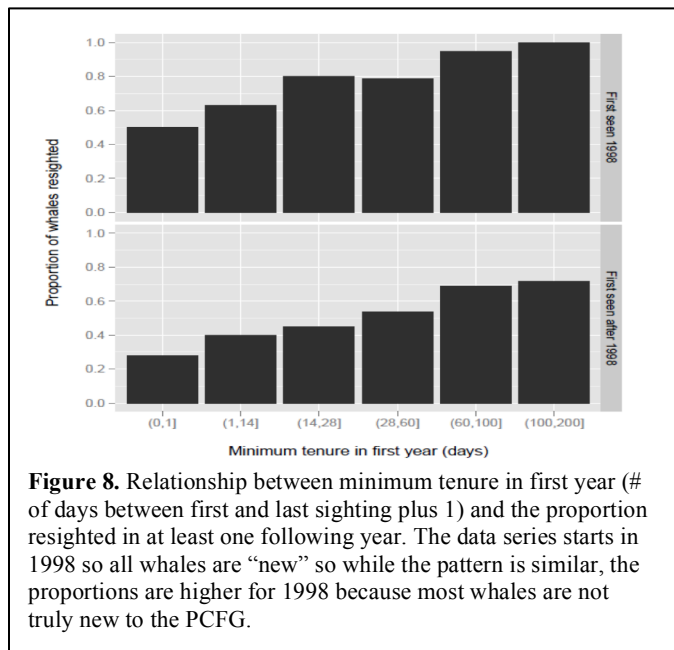 Proportion of whales resighted
1.0
0.8
0.6
0.4
0.2
0.0
First seen 1998
1.0
0.8
0.6
0.4
0.2
0.0
First seen after 1998
(0,1] (1,14] (14,28] (28,60] (60,100] (100,200]
Minimum tenure in first year (days)
Figure 8. Relationship between minimum tenure in first year (#
of days between first and last sighting plus 1) and the proportion
resighted in at least one following year. The data series starts in
1998 so all whales are “new” so while the pattern is similar, the
proportions are higher for 1998 because most whales are not
truly new to the PCFG.